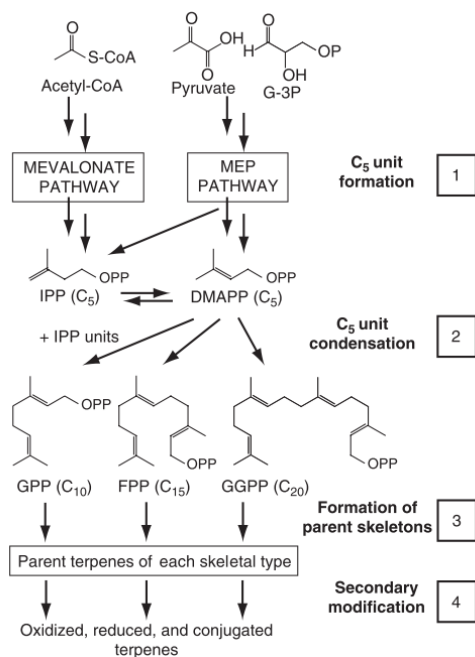 O
S-CoA
Acetyl-CoA
O
OH
O
Pyruvate
O
H
OP
OH
G-3P
MEVALONATE
PATHWAY
MEP
PATHWAY
C5 unit
formation
1
OPP
IPP (C5)
OPP
DMAPP (C5)
+ IPP units
C5 unit
condensation
2
OPP
GPP (C10)
OPP
FPP (C15)
OPP
GGPP (C20)
Formation of
parent skeletons
3
Parent terpenes of each skeletal type
Secondary
modification
4
Oxidized, reduced, and conjugated
terpenes